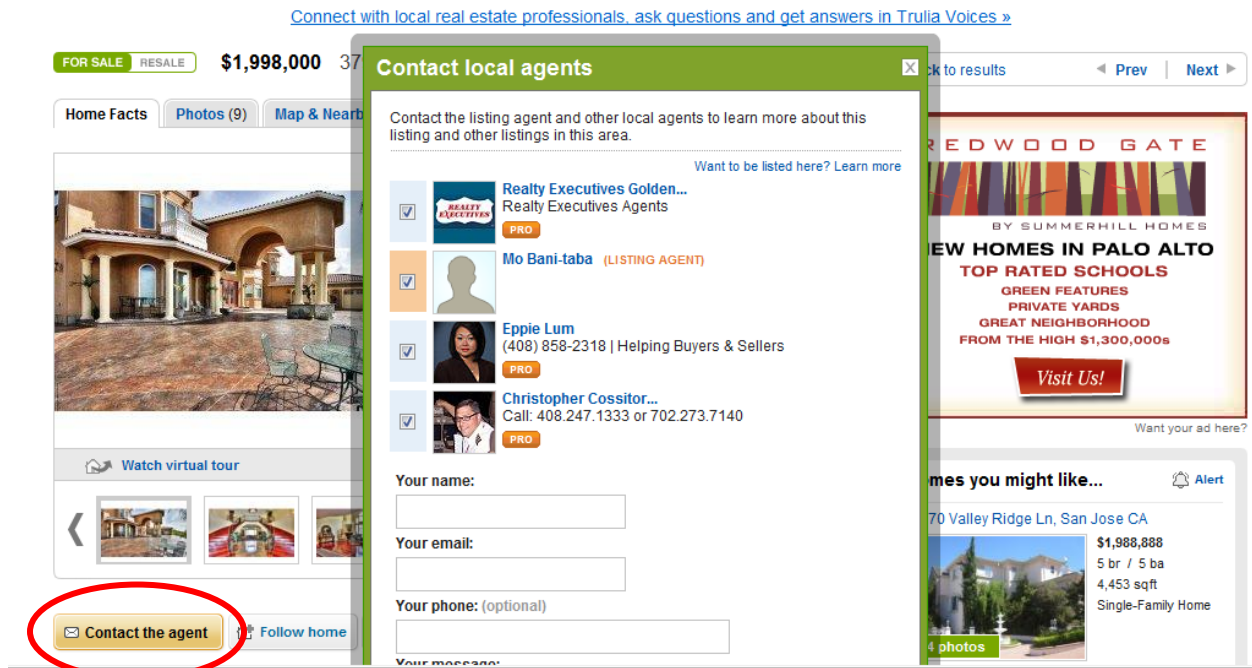 Connect with local real estate professionals, ask questions and get answers in Trulia Voices »
FOR SALE RESALE $1,998,000 37
Home Facts Photos (9) Map & Nearb
Watch virtual tour
Contact the agent Follow home
Contact local agents
Contact the listing agent and other local agents to learn more about this
listing and other listings in this area.
Want to be listed here? Learn more
REALTY
EXECUTIVES
Realty Executives Golden...
Realty Executives Agents
PRO
Mo Bani-taba (LISTING AGENT)
Eppie Lum
(408) 858-2318 | Helping Buyers & Sellers
PRO
Christopher Cossitor...
Call: 408.247.1333 or 702.273.7140
PRO
Your name:
Your email:
Your phone: (optional)
Your message:
ck to results Prev | Next
REDWOOD GATE
BY SUMMERHILL HOMES
NEW HOMES IN PALO ALTO
TOP RATED SCHOOLS
GREEN FEATURES
PRIVATE YARDS
GREAT NEIGHBORHOOD
FROM THE HIGH $1,300,000s
Visit Us!
Want your ad here?
mes you might like... Alert
70 Valley Ridge Ln, San Jose CA
$1,988,888
5 br / 5 ba
4,453 sqft
Single-Family Home
4 photos